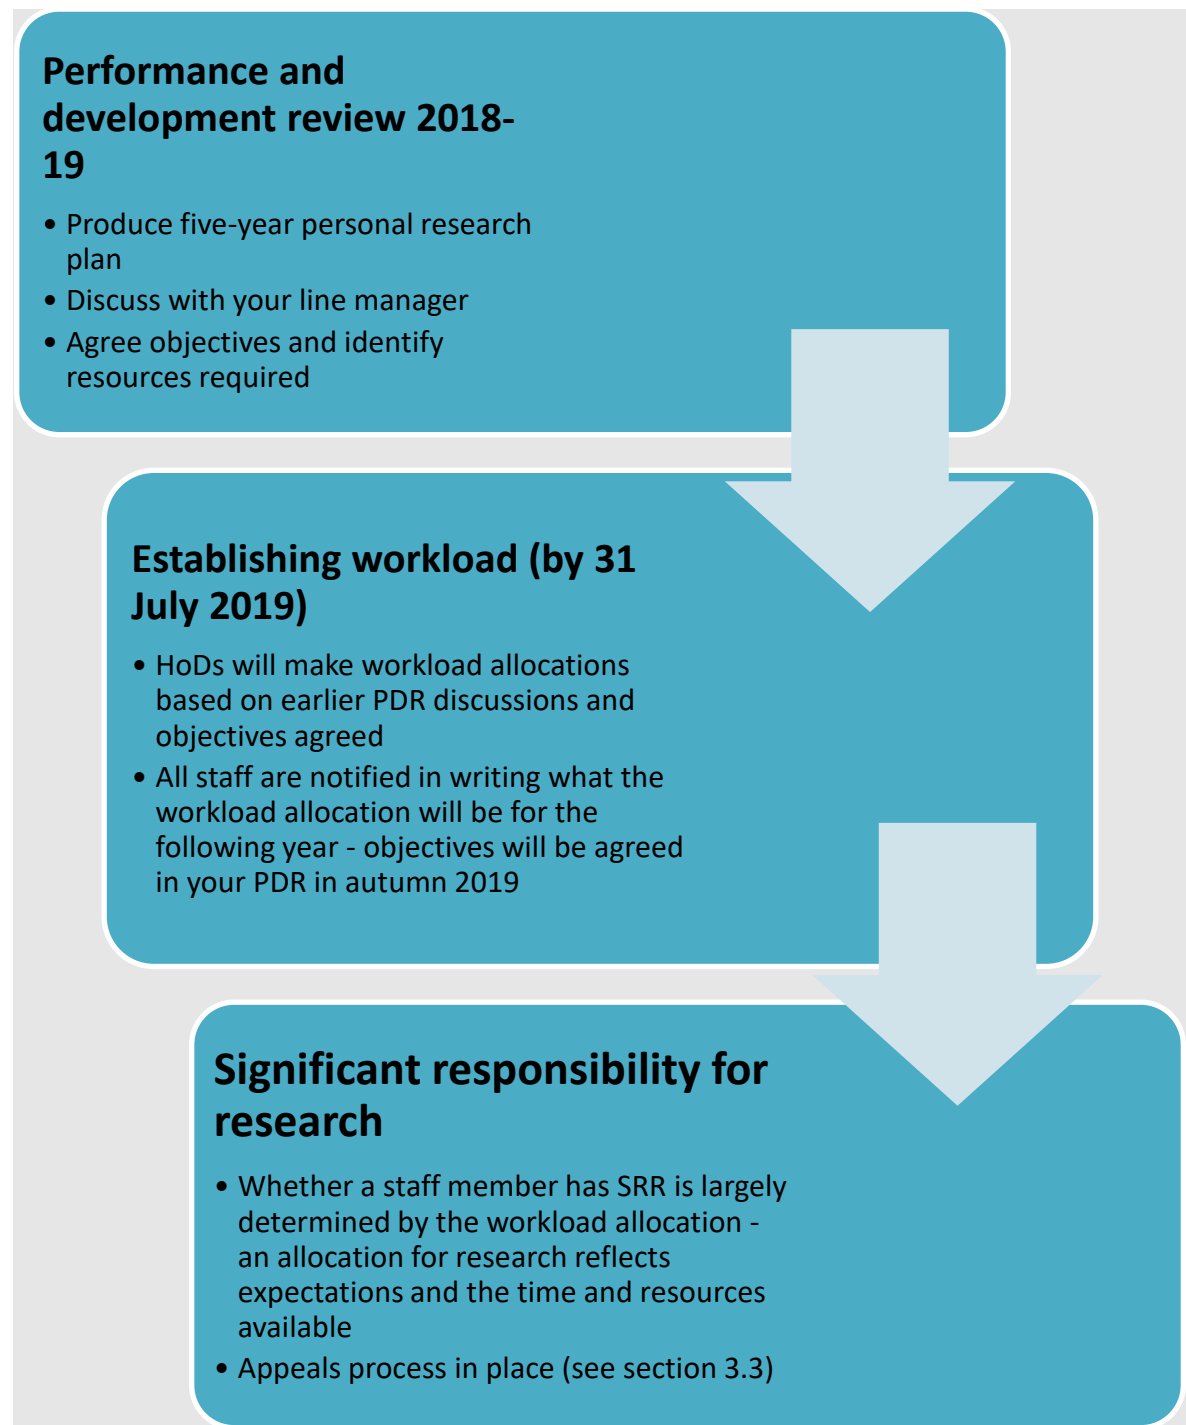 Performance and
development review 2018-
19
• Produce five-year personal research
plan
• Discuss with your line manager
• Agree objectives and identify
resources required
Establishing workload (by 31
July 2019)
• HoDs will make workload allocations
based on earlier PDR discussions and
objectives agreed
• All staff are notified in writing what the
workload allocation will be for the
following year - objectives will be agreed
in your PDR in autumn 2019
Significant responsibility for
research
• Whether a staff member has SRR is largely
determined by the workload allocation -
an allocation for research reflects
expectations and the time and resources
available
• Appeals process in place (see section 3.3)